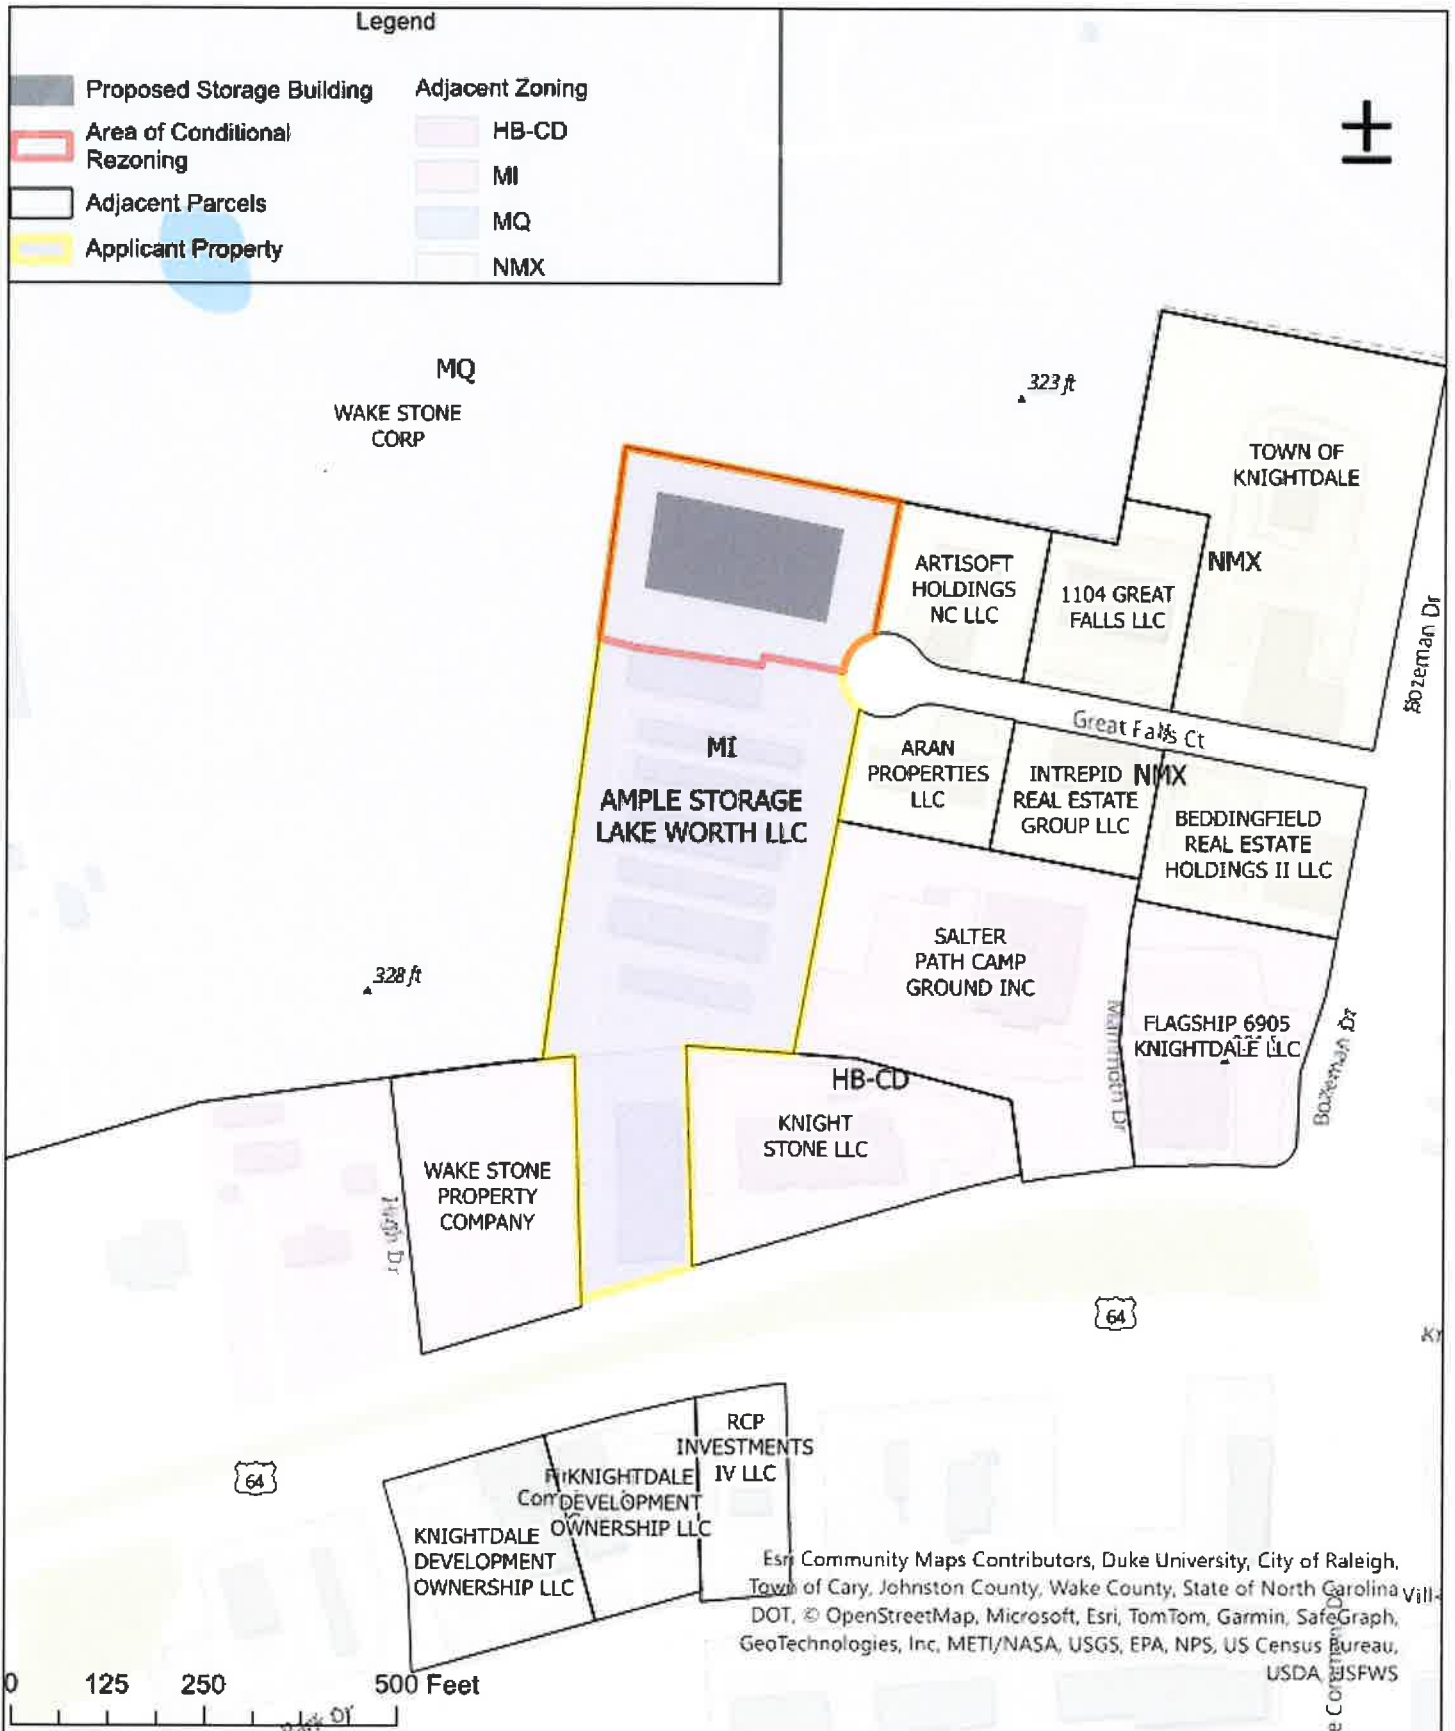 Legend
Proposed Storage Building
Area of Conditional
Rezoning
Adjacent Parcels
Applicant Property
Adjacent Zoning
HB-CD
MI
MQ
NMX
MQ
WAKE STONE
CORP
323 ft
TOWN OF
KNIGHTDALE
NMX
ARTISOFT
HOLDINGS
NC LLC
1104 GREAT
FALLS LLC
Bozeman Dr
Great Falls Ct
MI
AMPLE STORAGE
LAKE WORTH LLC
ARAN
PROPERTIES
LLC
INTREPID
REAL ESTATE
GROUP LLC
NMX
BEDDINGFIELD
REAL ESTATE
HOLDINGS II LLC
SALTER
PATH CAMP
GROUND INC
328 ft
Mammoth Dr
FLAGSHIP 6905
KNIGHTDALE LLC
Bozeman Dr
HB-CD
KNIGHT
STONE LLC
WAKE STONE
PROPERTY
COMPANY
Hugh Dr
64
64
RCP
INVESTMENTS
IV LLC
KNIGHTDALE
DEVELOPMENT
OWNERSHIP LLC
KNIGHTDALE
DEVELOPMENT
OWNERSHIP LLC
Esri Community Maps Contributors, Duke University, City of Raleigh,
Town of Cary, Johnston County, Wake County, State of North Carolina
DOT, © OpenStreetMap, Microsoft, Esri, TomTom, Garmin, SafeGraph,
GeoTechnologies, Inc, METI/NASA, USGS, EPA, NPS, US Census Bureau,
USDA, USFWS
0 125 250 500 Feet